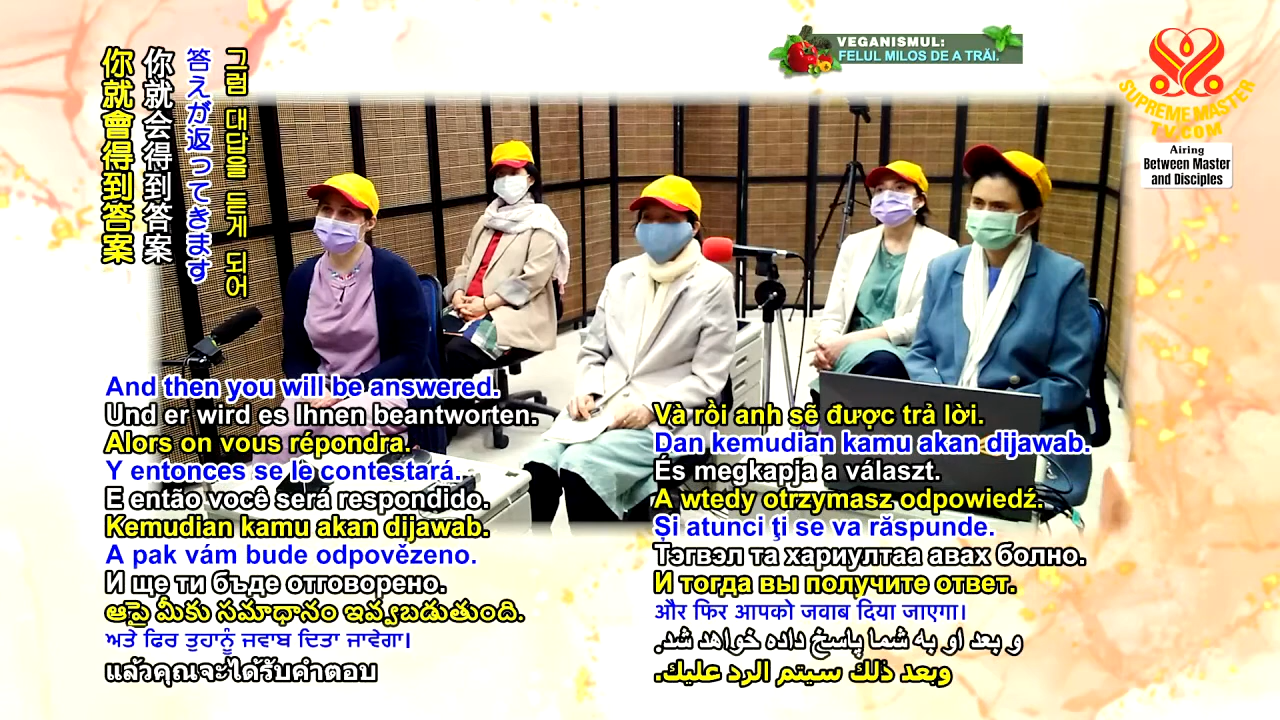 VEGANISMUL:
FELUL MILOS DE A TRĂI.
SUPREME MASTER
TV.COM
Airing
Between Master
and Disciples
你就會得到答案
你就会得到答案
答えが返ってきます
그럼 대답을 듣게 되어
And then you will be answered.
Und er wird es Ihnen beantworten.
Alors on vous répondra.
Y entonces se le contestará.
E então você será respondido.
Kemudian kamu akan dijawab.
A pak vám bude odpovězeno.
И ще ти бъде отговорено.
ఆపై మీకు సమాధానం ఇవ్వబడుతుంది.
ਅਤੇ ਫਿਰ ਤੁਹਾਨੂੰ ਜਵਾਬ ਦਿਤਾ ਜਾਵੇਗਾ।
แล้วคุณจะได้รับคำตอบ
Và rồi anh sẽ được trả lời.
Dan kemudian kamu akan dijawab.
És megkapja a választ.
A wtedy otrzymasz odpowiedź.
Și atunci ţi se va răspunde.
Тэгвэл та хариултаа авах болно.
И тогда вы получите ответ.
और फिर आपको जवाब दिया जाएगा।
و بعد او به شما پاسخ داده خواهد شد.
وبعد ذلك سيتم الرد عليك.